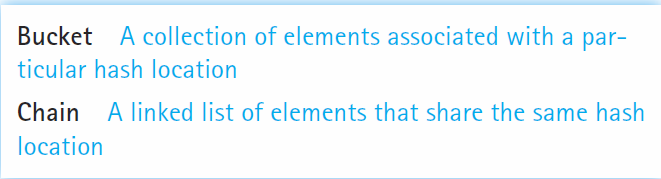 Bucket A collection of elements associated with a par-
ticular hash location
Chain A linked list of elements that share the same hash
location